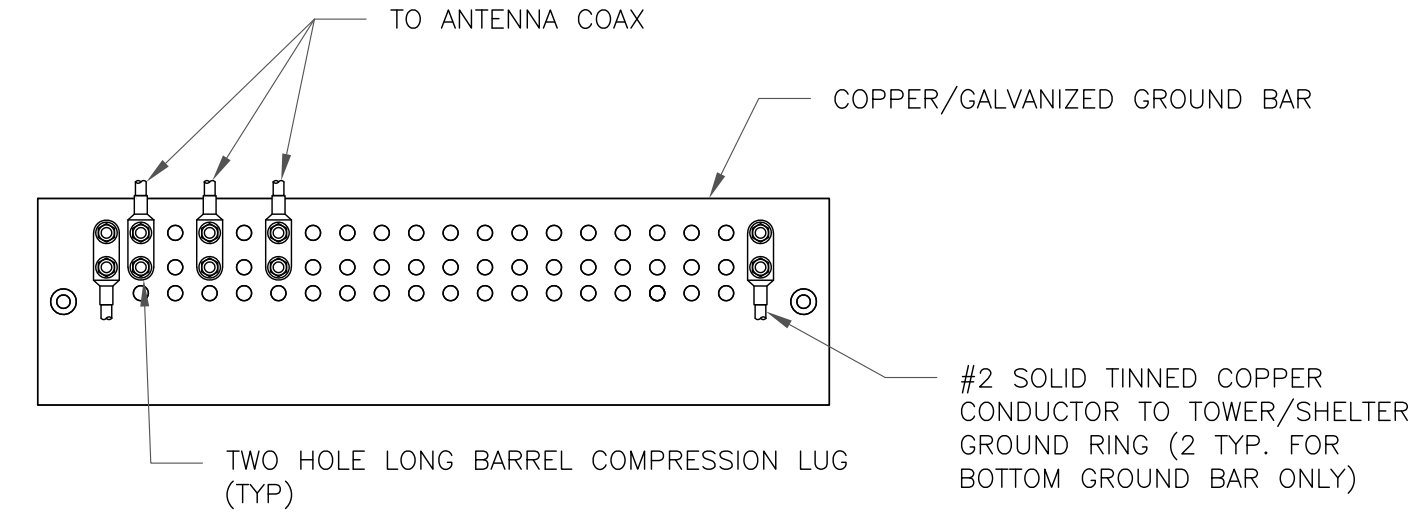 TO ANTENNA COAX
COPPER/GALVANIZED GROUND BAR
#2 SOLID TINNED COPPER
CONDUCTOR TO TOWER/SHELTER
GROUND RING (2 TYP. FOR
BOTTOM GROUND BAR ONLY)
TWO HOLE LONG BARREL COMPRESSION LUG
(TYP)